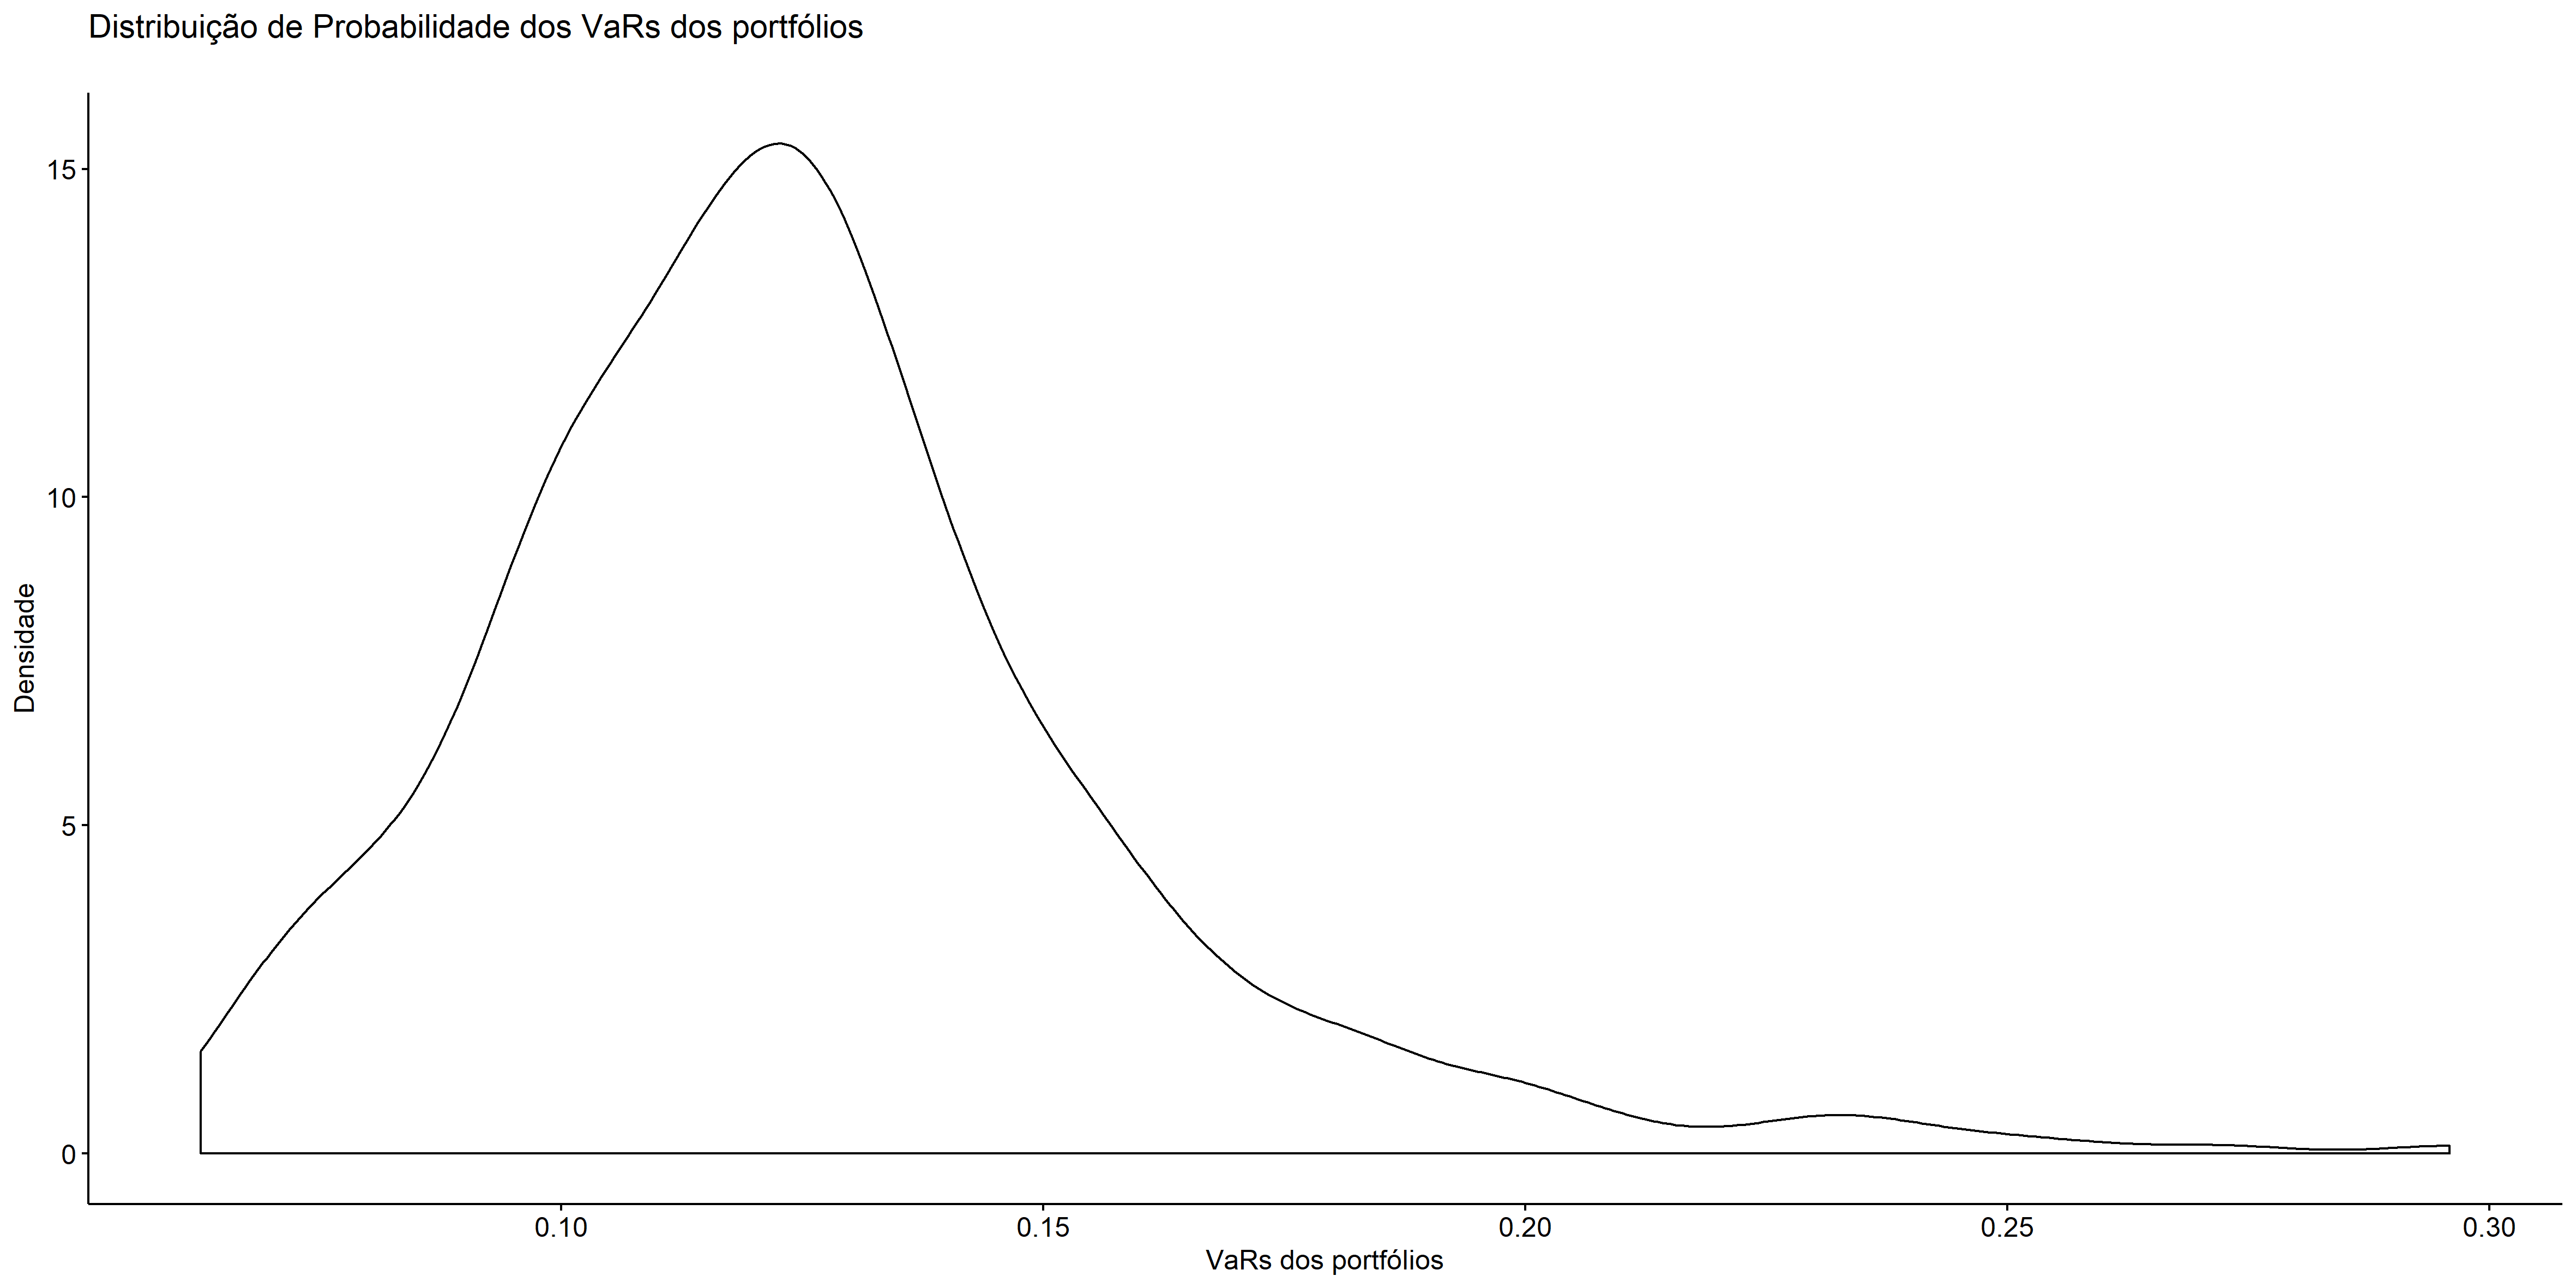 Distribuição de Probabilidade dos VaRs dos portfólios
15
10
5
0
Densidade
0.10 0.15 0.20 0.25 0.30
VaRs dos portfólios